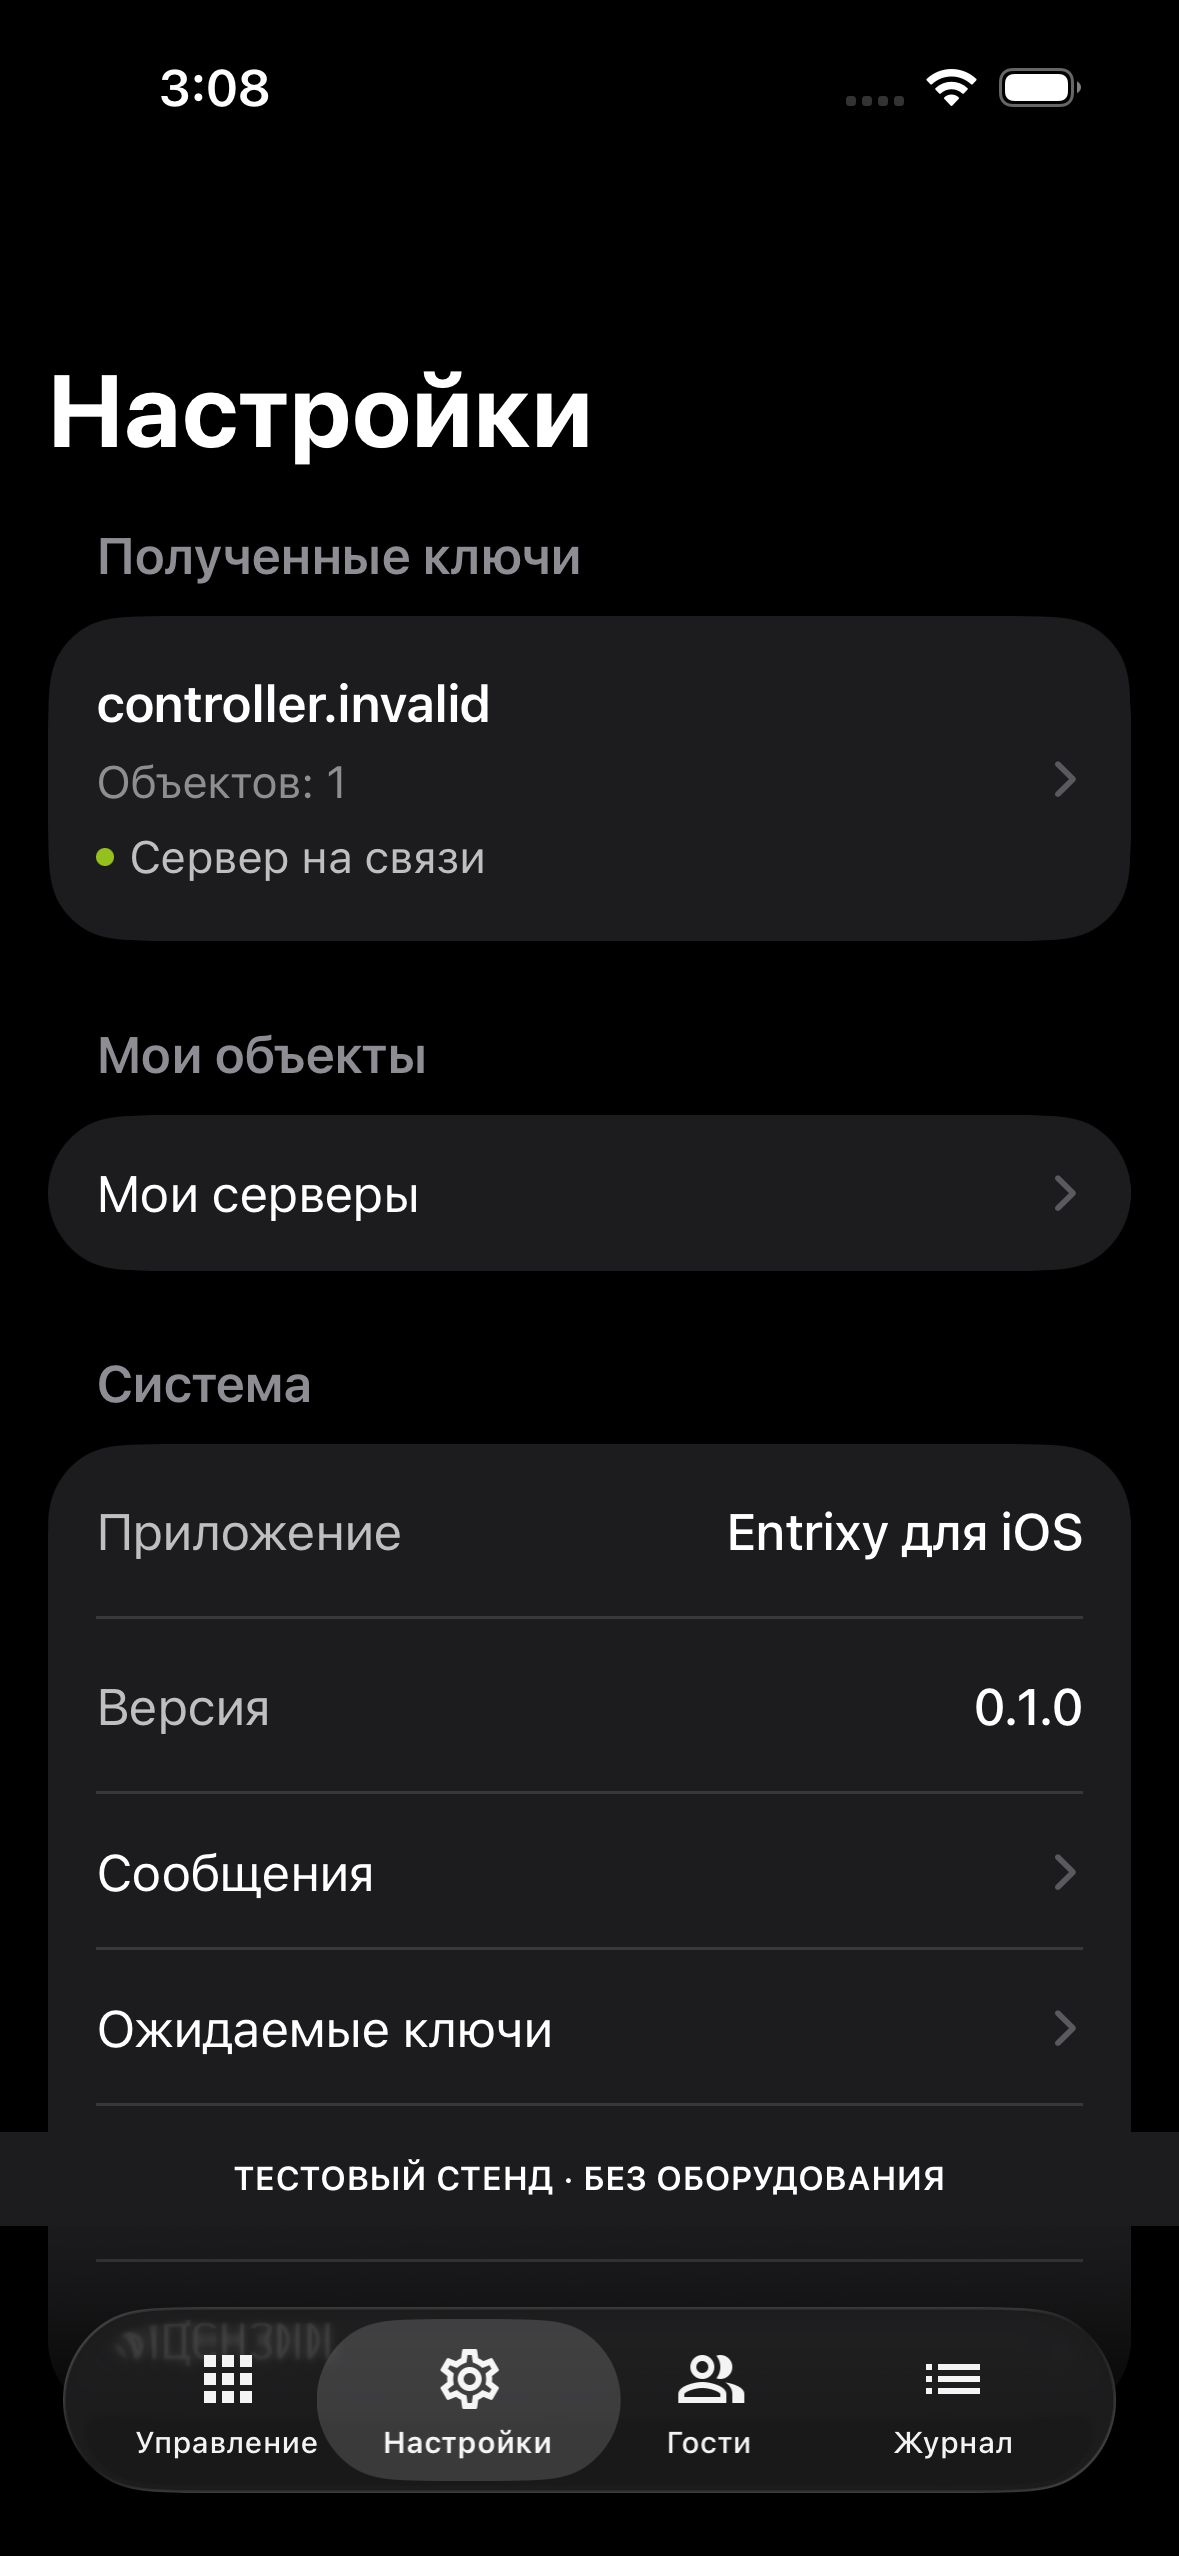 3:08
Настройки
Полученные ключи
controller.invalid
Объектов: 1
Сервер на связи
Мои объекты
Мои серверы
Система
Приложение Entrixy для iOS
Версия 0.1.0
Сообщения
Ожидаемые ключи
ТЕСТОВЫЙ СТЕНД · БЕЗ ОБОРУДОВАНИЯ
Управление Настройки Гости Журнал